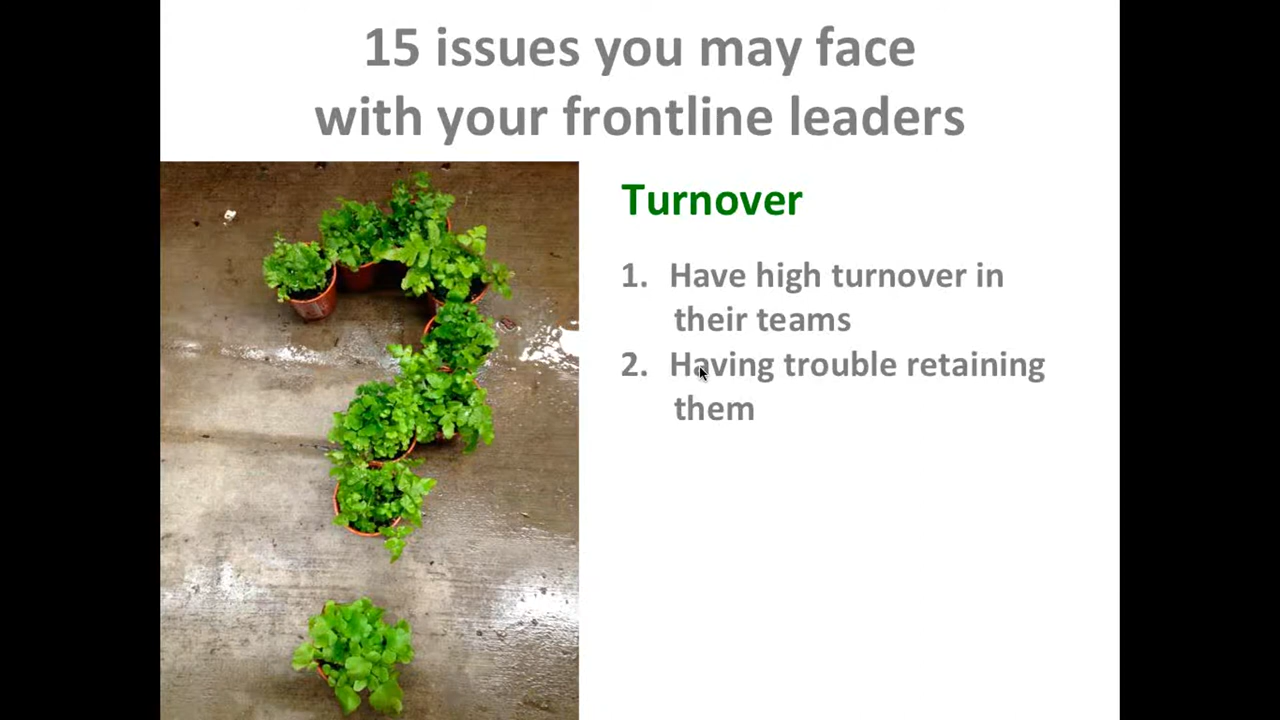 15 issues you may face
with your frontline leaders
Turnover
1. Have high turnover in
their teams
2. Having trouble retaining
them